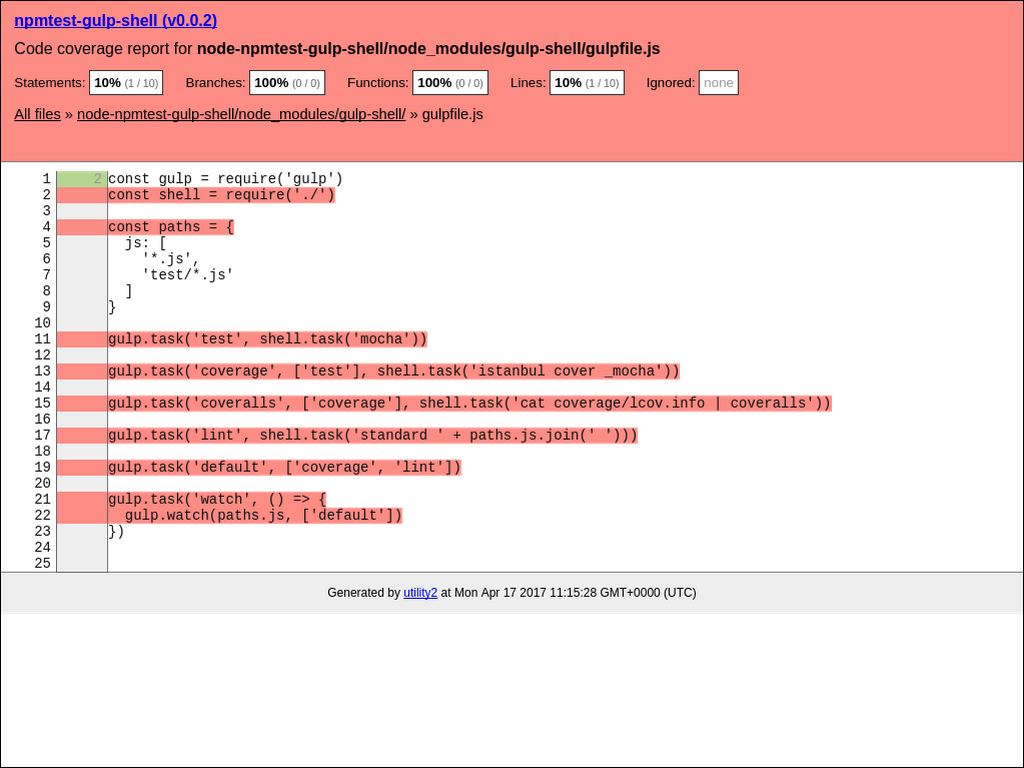 npmtest-gulp-shell (v0.0.2)
Code coverage report for node-npmtest-gulp-shell/node_modules/gulp-shell/gulpfile.js
Statements: 10% (1 / 10) Branches: 100% (0 / 0) Functions: 100% (0 / 0) Lines: 10% (1 / 10) Ignored: none
All files » node-npmtest-gulp-shell/node_modules/gulp-shell/ » gulpfile.js
1 2 const gulp = require('gulp')
2 const shell = require('./')
3
4 const paths = {
5   js: [
6     '*.js',
7     'test/*.js'
8   ]
9 }
10
11 gulp.task('test', shell.task('mocha'))
12
13 gulp.task('coverage', ['test'], shell.task('istanbul cover _mocha'))
14
15 gulp.task('coveralls', ['coverage'], shell.task('cat coverage/lcov.info | coveralls'))
16
17 gulp.task('lint', shell.task('standard ' + paths.js.join(' ')))
18
19 gulp.task('default', ['coverage', 'lint'])
20
21 gulp.task('watch', () => {
22   gulp.watch(paths.js, ['default'])
23 })
24
25
Generated by utility2 at Mon Apr 17 2017 11:15:28 GMT+0000 (UTC)